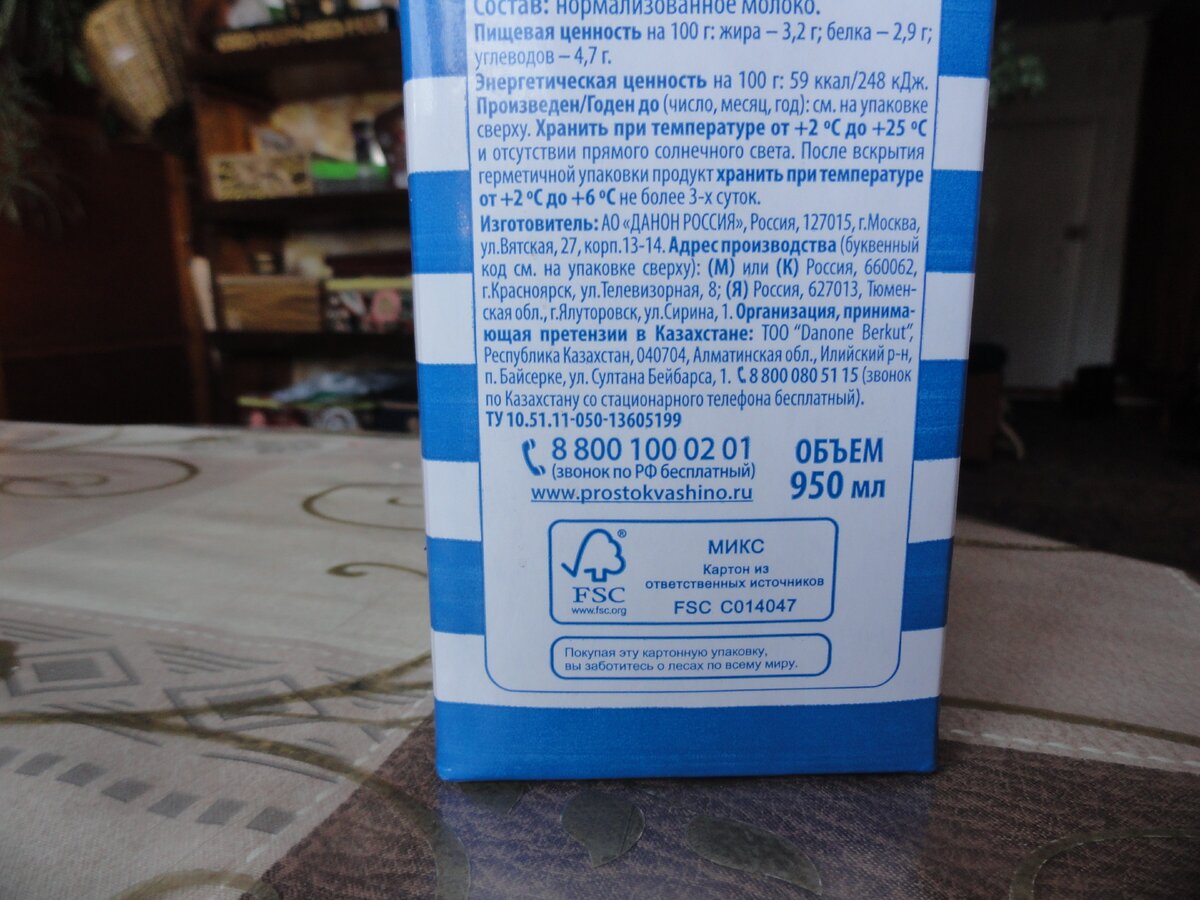 Состав: нормализованное молоко.
Пищевая ценность на 100 г: жира – 3,2 г; белка – 2,9 г;
углеводов – 4,7 г.
Энергетическая ценность на 100 г: 59 ккал/248 кДж.
Произведен/Годен до (число, месяц, год): см. на упаковке
сверху. Хранить при температуре от +2 ºС до +25 ºС
и отсутствии прямого солнечного света. После вскрытия
герметичной упаковки продукт хранить при температуре
от +2 ºС до +6 ºС не более 3-х суток.
Изготовитель: АО «ДАНОН РОССИЯ», Россия, 127015, г.Москва,
ул.Вятская, 27, корп.13-14. Адрес производства (буквенный
код см. на упаковке сверху): (М) или (К) Россия, 660062,
г.Красноярск, ул.Телевизорная, 8; (Я) Россия, 627013, Тюмен-
ская обл., г.Ялуторовск, ул.Сирина, 1. Организация, принима-
ющая претензии в Казахстане: ТОО "Danone Berkut",
Республика Казахстан, 040704, Алматинская обл., Илийский р-н,
п. Байсерке, ул. Султана Бейбарса, 1. 8 800 080 51 15 (звонок
по Казахстану со стационарного телефона бесплатный).
ТУ 10.51.11-050-13605199
8 800 100 02 01
(звонок по РФ бесплатный)
www.prostokvashino.ru
ОБЪЕМ
950 мл
®
FSC
www.fsc.org
МИКС
Картон из
ответственных источников
FSC C014047
Покупая эту картонную упаковку,
вы заботитесь о лесах по всему миру.